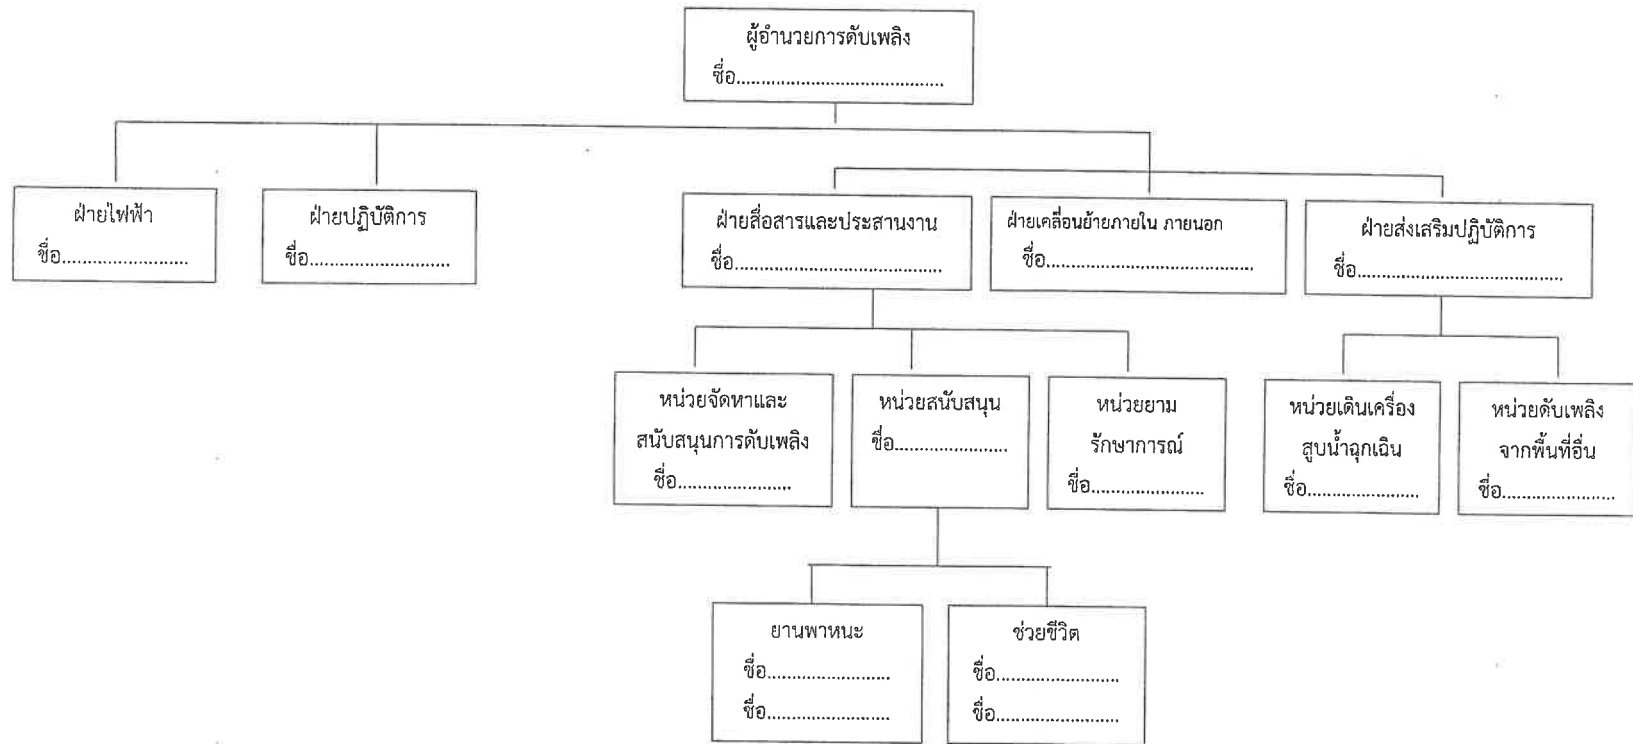 ผู้อำนวยการดับเพลิง
ชื่อ..........................................
ฝ่ายไฟฟ้า
ชื่อ.........................
ฝ่ายปฏิบัติการ
ชื่อ............................
ฝ่ายสื่อสารและประสานงาน
ชื่อ..........................................
ฝ่ายเคลื่อนย้ายภายใน ภายนอก
ชื่อ..........................................
ฝ่ายส่งเสริมปฏิบัติการ
ชื่อ..........................................
หน่วยจัดหาและ
สนับสนุนการดับเพลิง
ชื่อ.......................
หน่วยสนับสนุน
ชื่อ.......................
หน่วยยาม
รักษาการณ์
ชื่อ.......................
หน่วยเดินเครื่อง
สูบน้ำฉุกเฉิน
ชื่อ.......................
หน่วยดับเพลิง
จากพื้นที่อื่น
ชื่อ.......................
ยานพาหนะ
ชื่อ.........................
ชื่อ.........................
ช่วยชีวิต
ชื่อ.........................
ชื่อ.........................